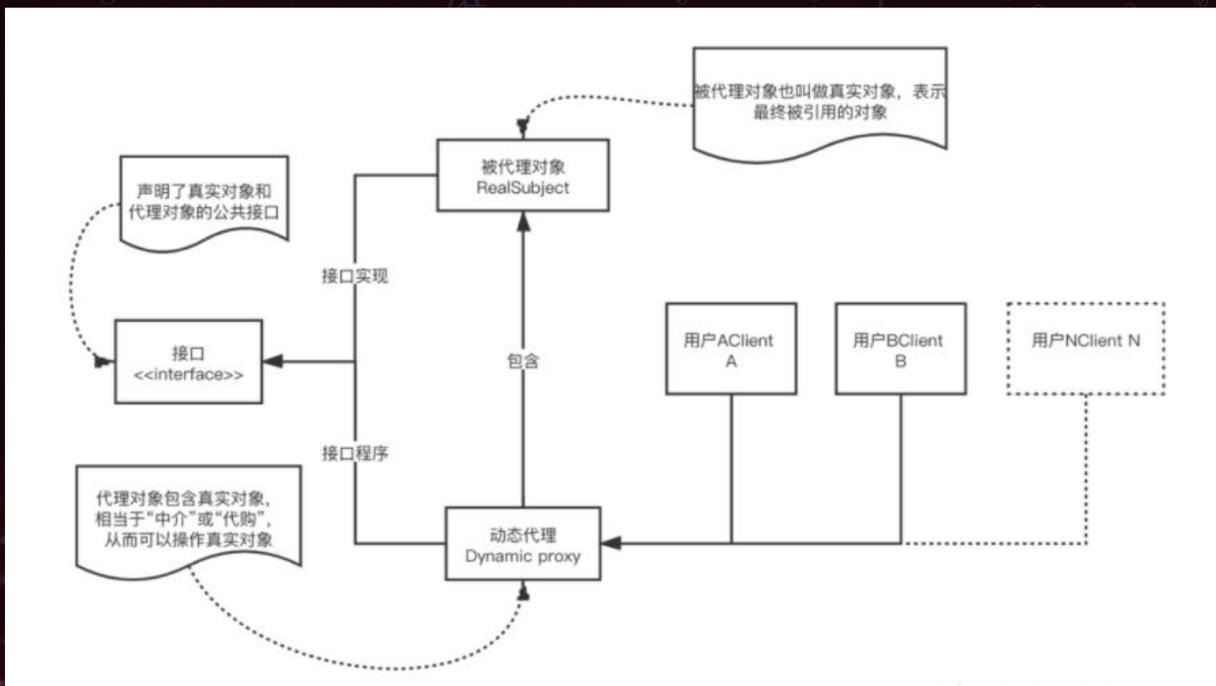 被代理对象也叫做真实对象，表示
最终被引用的对象
被代理对象
RealSubject
声明了真实对象和
代理对象的公共接口
接口实现
接口
<<interface>>
包含
用户AClient
A
用户BClient
B
用户NClient N
接口程序
代理对象包含真实对象，
相当于“中介”或“代购”，
从而可以操作真实对象
动态代理
Dynamic proxy